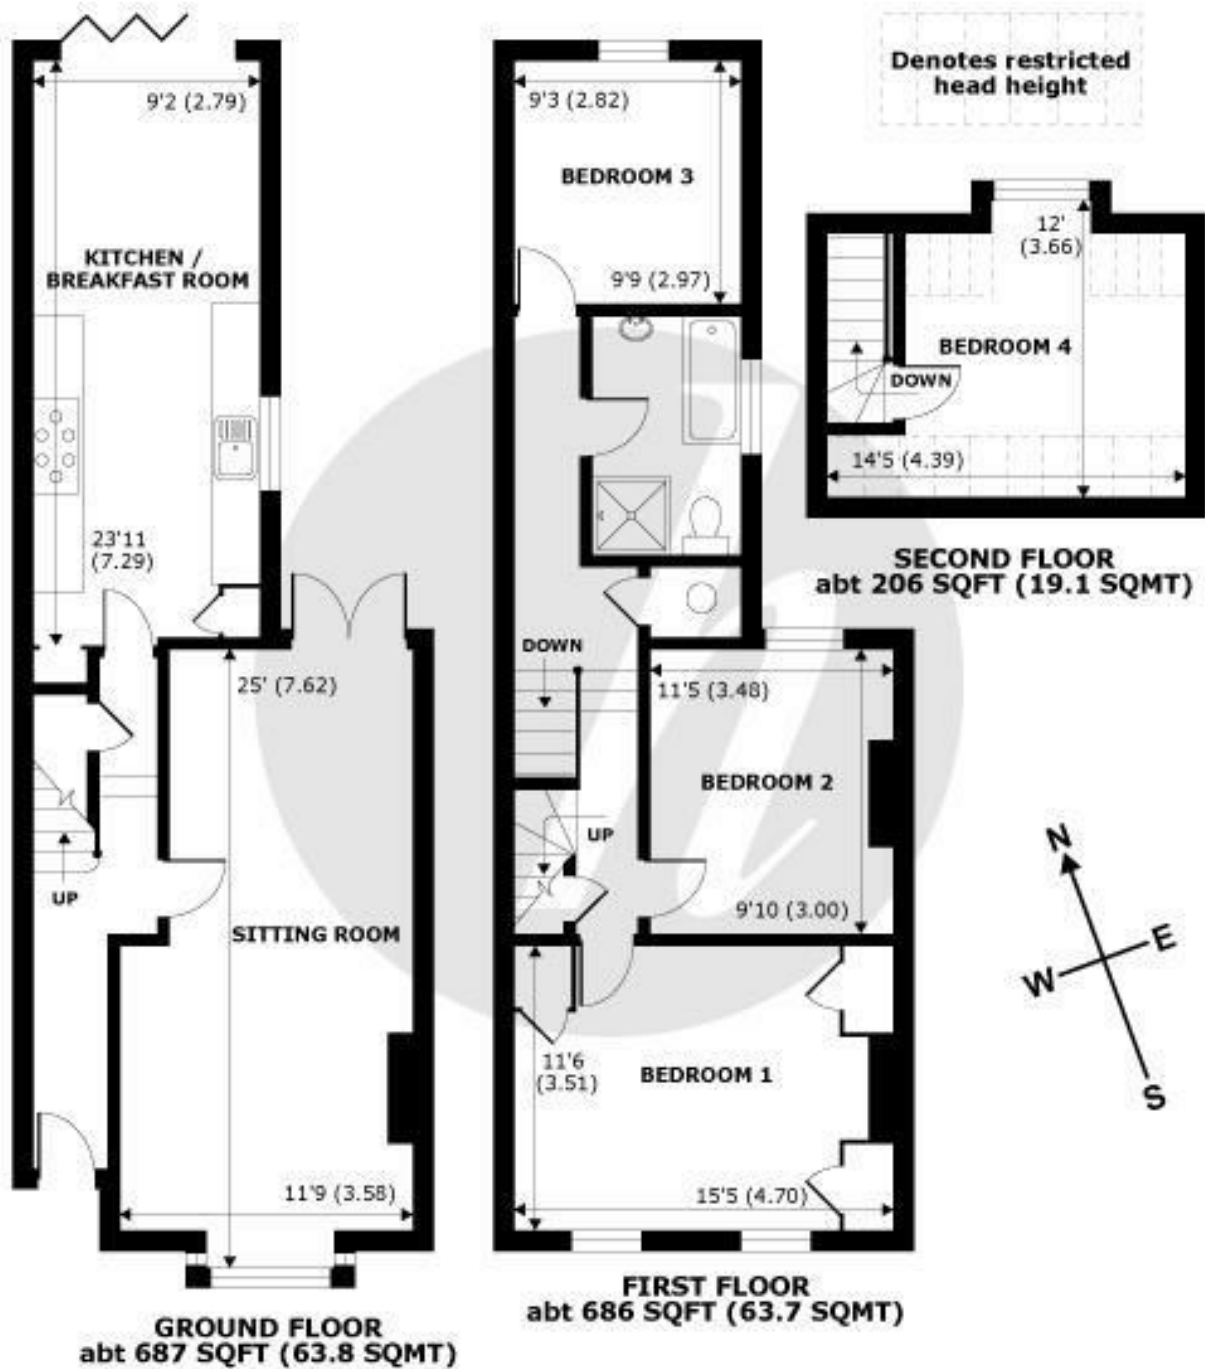 9'2 (2.79)
KITCHEN /
BREAKFAST ROOM
23'11
(7.29)
25' (7.62)
UP
SITTING ROOM
11'9 (3.58)
GROUND FLOOR
abt 687 SQFT (63.8 SQMT)
9'3 (2.82)
BEDROOM 3
9'9 (2.97)
DOWN
11'5 (3.48)
BEDROOM 2
UP
9'10 (3.00)
11'6
(3.51)
BEDROOM 1
15'5 (4.70)
FIRST FLOOR
abt 686 SQFT (63.7 SQMT)
Denotes restricted
head height
12'
(3.66)
BEDROOM 4
DOWN
14'5 (4.39)
SECOND FLOOR
abt 206 SQFT (19.1 SQMT)
N
E
W
S
h